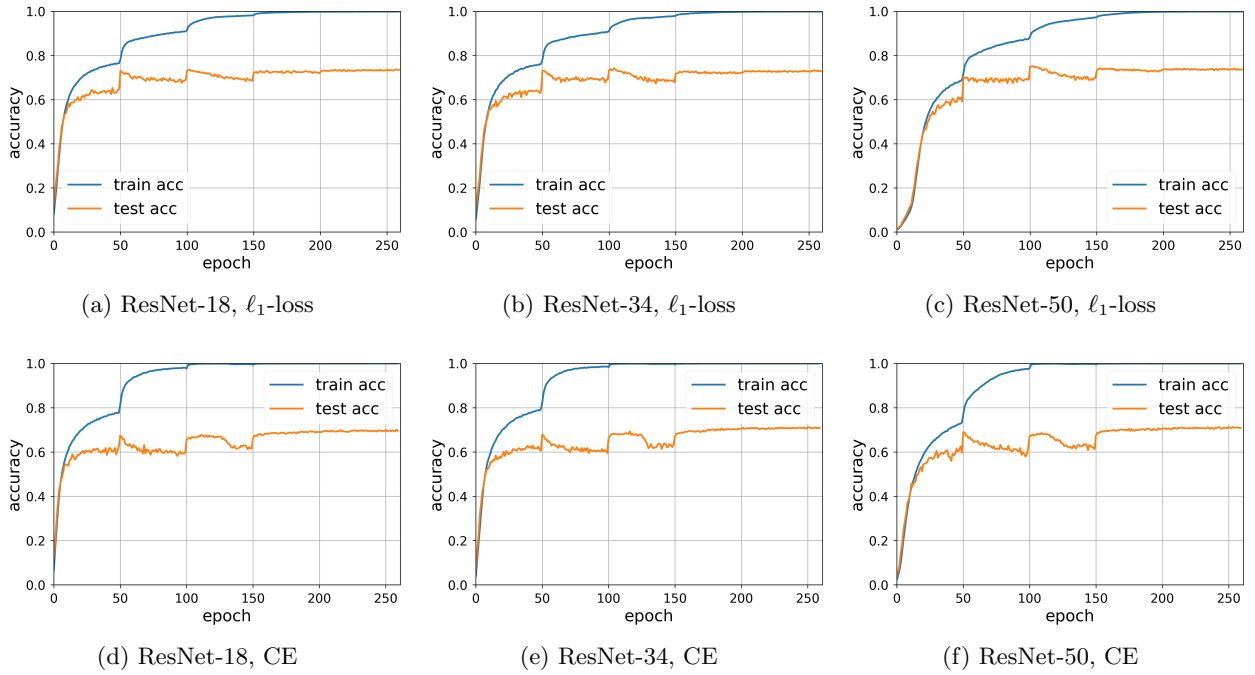 1.0
0.8
0.6
0.4
0.2
0.0
accuracy
train acc
test acc
0 50 100 150 200 250
epoch
(a) ResNet-18, ℓ₁-loss
1.0
0.8
0.6
0.4
0.2
0.0
accuracy
train acc
test acc
0 50 100 150 200 250
epoch
(b) ResNet-34, ℓ₁-loss
1.0
0.8
0.6
0.4
0.2
0.0
accuracy
train acc
test acc
0 50 100 150 200 250
epoch
(c) ResNet-50, ℓ₁-loss
1.0
0.8
0.6
0.4
0.2
0.0
accuracy
train acc
test acc
0 50 100 150 200 250
epoch
(d) ResNet-18, CE
1.0
0.8
0.6
0.4
0.2
0.0
accuracy
train acc
test acc
0 50 100 150 200 250
epoch
(e) ResNet-34, CE
1.0
0.8
0.6
0.4
0.2
0.0
accuracy
train acc
test acc
0 50 100 150 200 250
epoch
(f) ResNet-50, CE